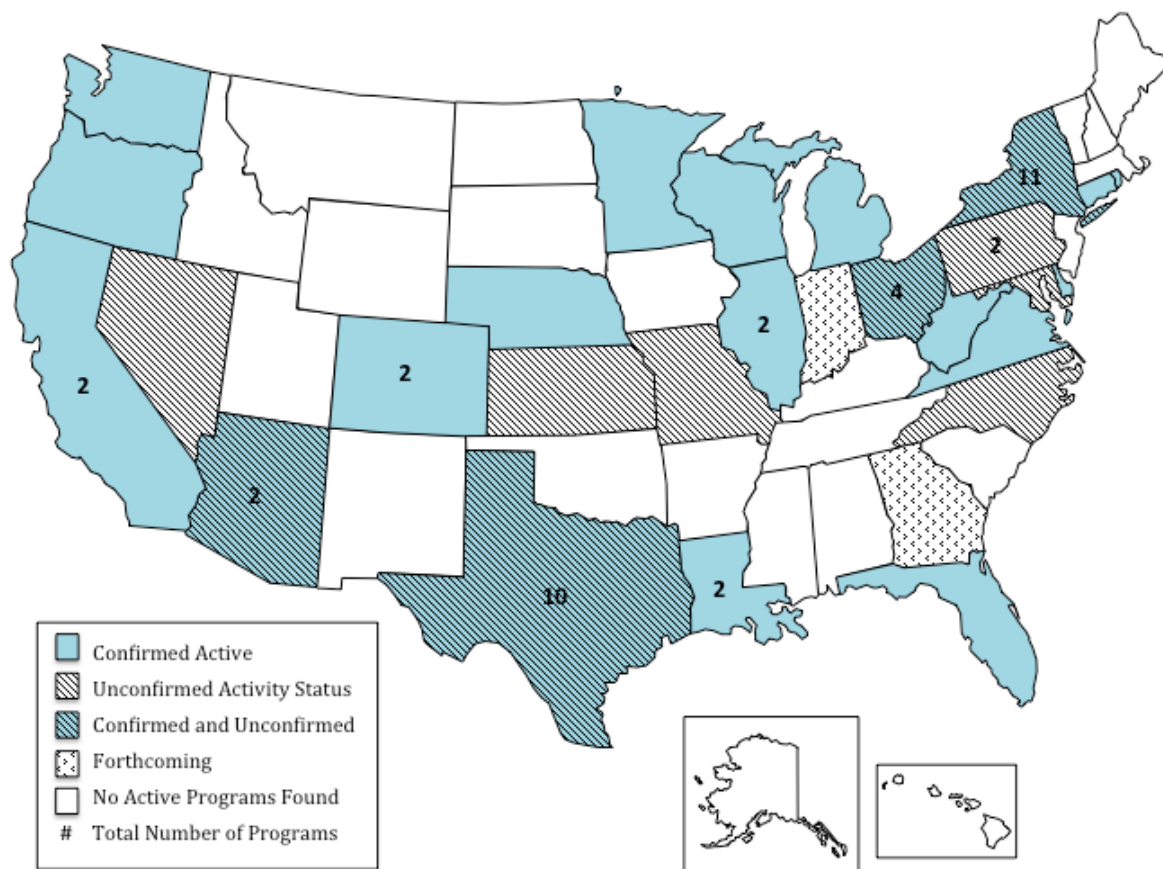 11
2
4
2
2
2
2
10
2
Confirmed Active
Unconfirmed Activity Status
Confirmed and Unconfirmed
Forthcoming
No Active Programs Found
# Total Number of Programs